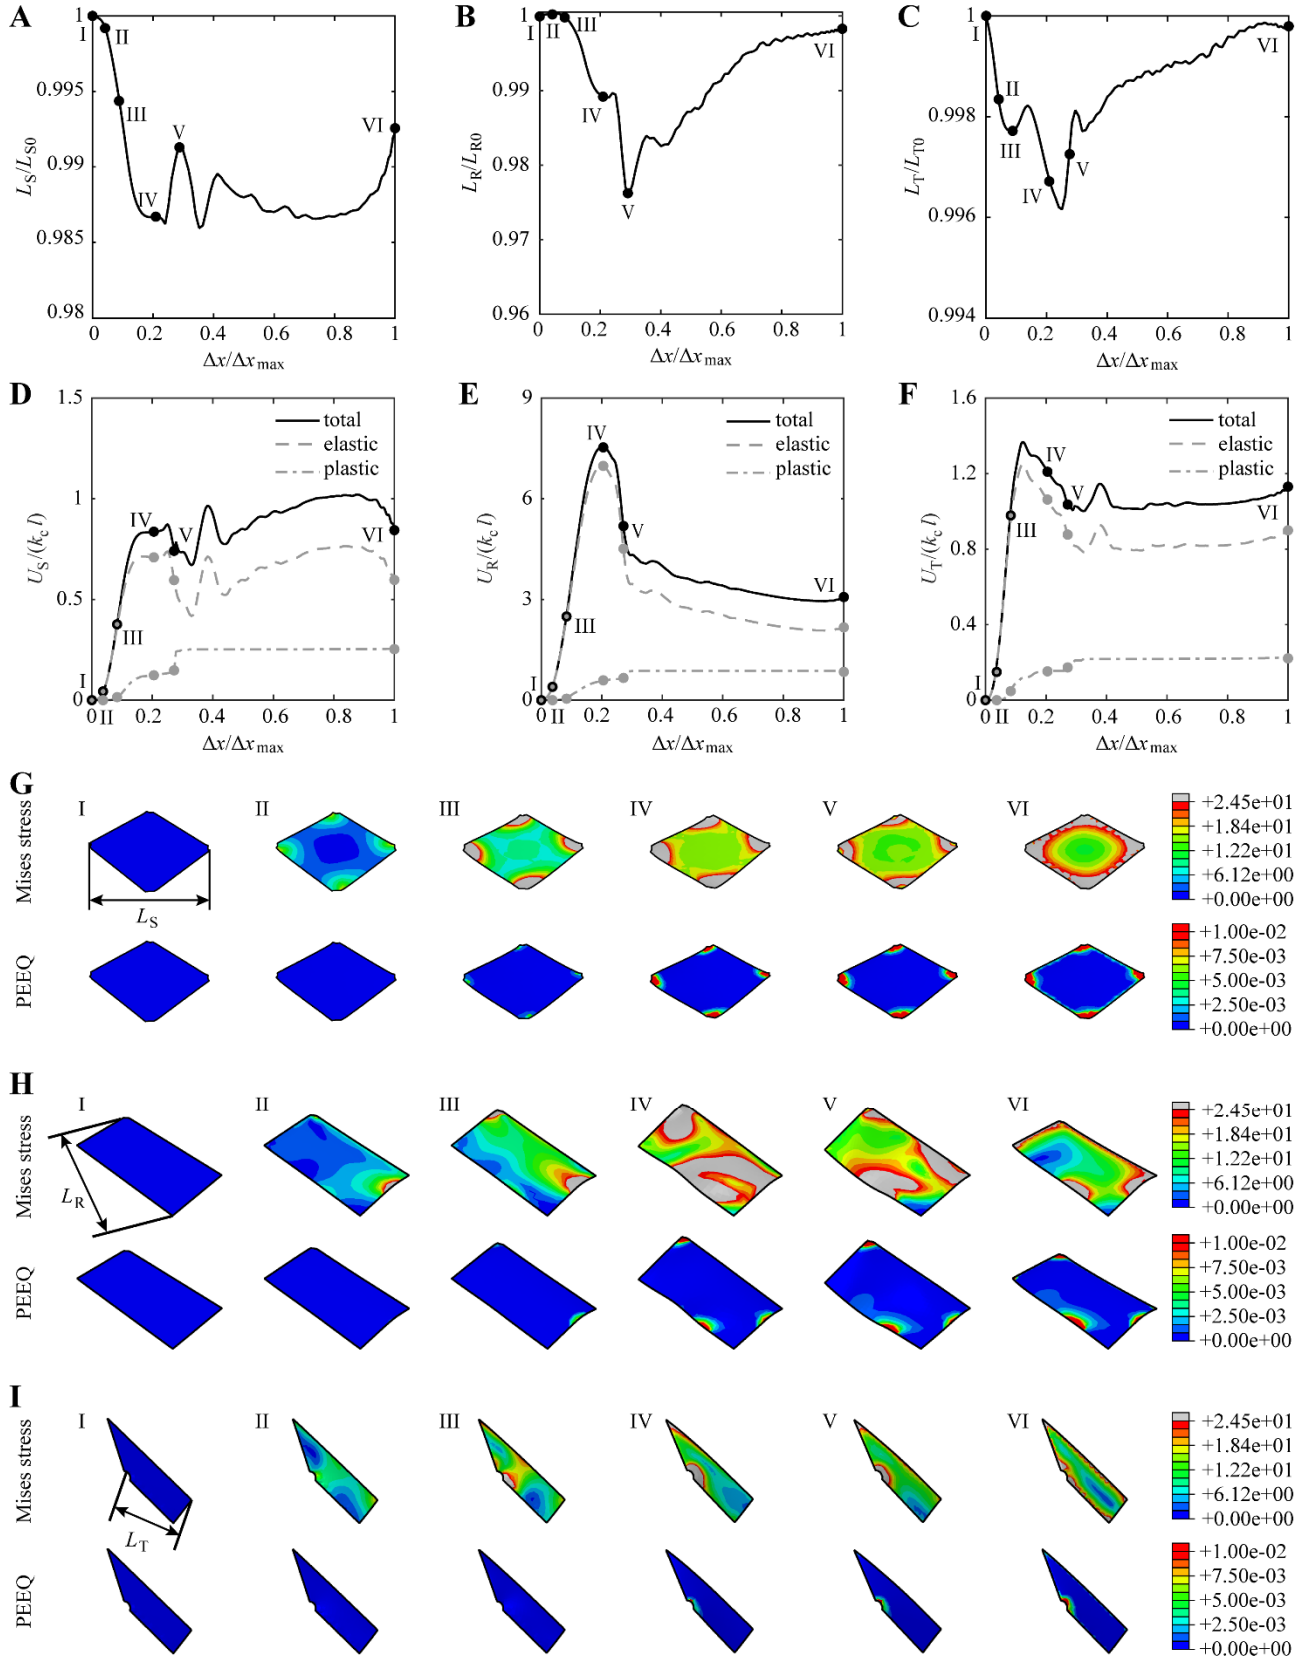 A
B
C
1
0.995
0.99
0.985
0.98
L_S/L_S0
I
II
III
IV
V
VI
0
0.2
0.4
0.6
0.8
1
Δx/Δx_max
1
0.99
0.98
0.97
0.96
L_R/L_R0
I
II
III
IV
V
VI
0
0.2
0.4
0.6
0.8
1
Δx/Δx_max
1
0.998
0.996
0.994
L_T/L_T0
I
II
III
IV
V
VI
0
0.2
0.4
0.6
0.8
1
Δx/Δx_max
D
E
F
1.5
1
0.5
0
U_S/(k_c l)
total
elastic
plastic
I
II
III
IV
V
VI
0
0.2
0.4
0.6
0.8
1
Δx/Δx_max
9
6
3
0
U_R/(k_c l)
total
elastic
plastic
I
II
III
IV
V
VI
0
0.2
0.4
0.6
0.8
1
Δx/Δx_max
1.6
1.2
0.8
0.4
0
U_T/(k_c l)
total
elastic
plastic
I
II
III
IV
V
VI
0
0.2
0.4
0.6
0.8
1
Δx/Δx_max
G
Mises stress
I
II
III
IV
V
VI
L_S
+2.45e+01
+1.84e+01
+1.22e+01
+6.12e+00
+0.00e+00
PEEQ
+1.00e-02
+7.50e-03
+5.00e-03
+2.50e-03
+0.00e+00
H
Mises stress
I
II
III
IV
V
VI
L_R
+2.45e+01
+1.84e+01
+1.22e+01
+6.12e+00
+0.00e+00
PEEQ
+1.00e-02
+7.50e-03
+5.00e-03
+2.50e-03
+0.00e+00
I
Mises stress
I
II
III
IV
V
VI
L_T
+2.45e+01
+1.84e+01
+1.22e+01
+6.12e+00
+0.00e+00
PEEQ
+1.00e-02
+7.50e-03
+5.00e-03
+2.50e-03
+0.00e+00